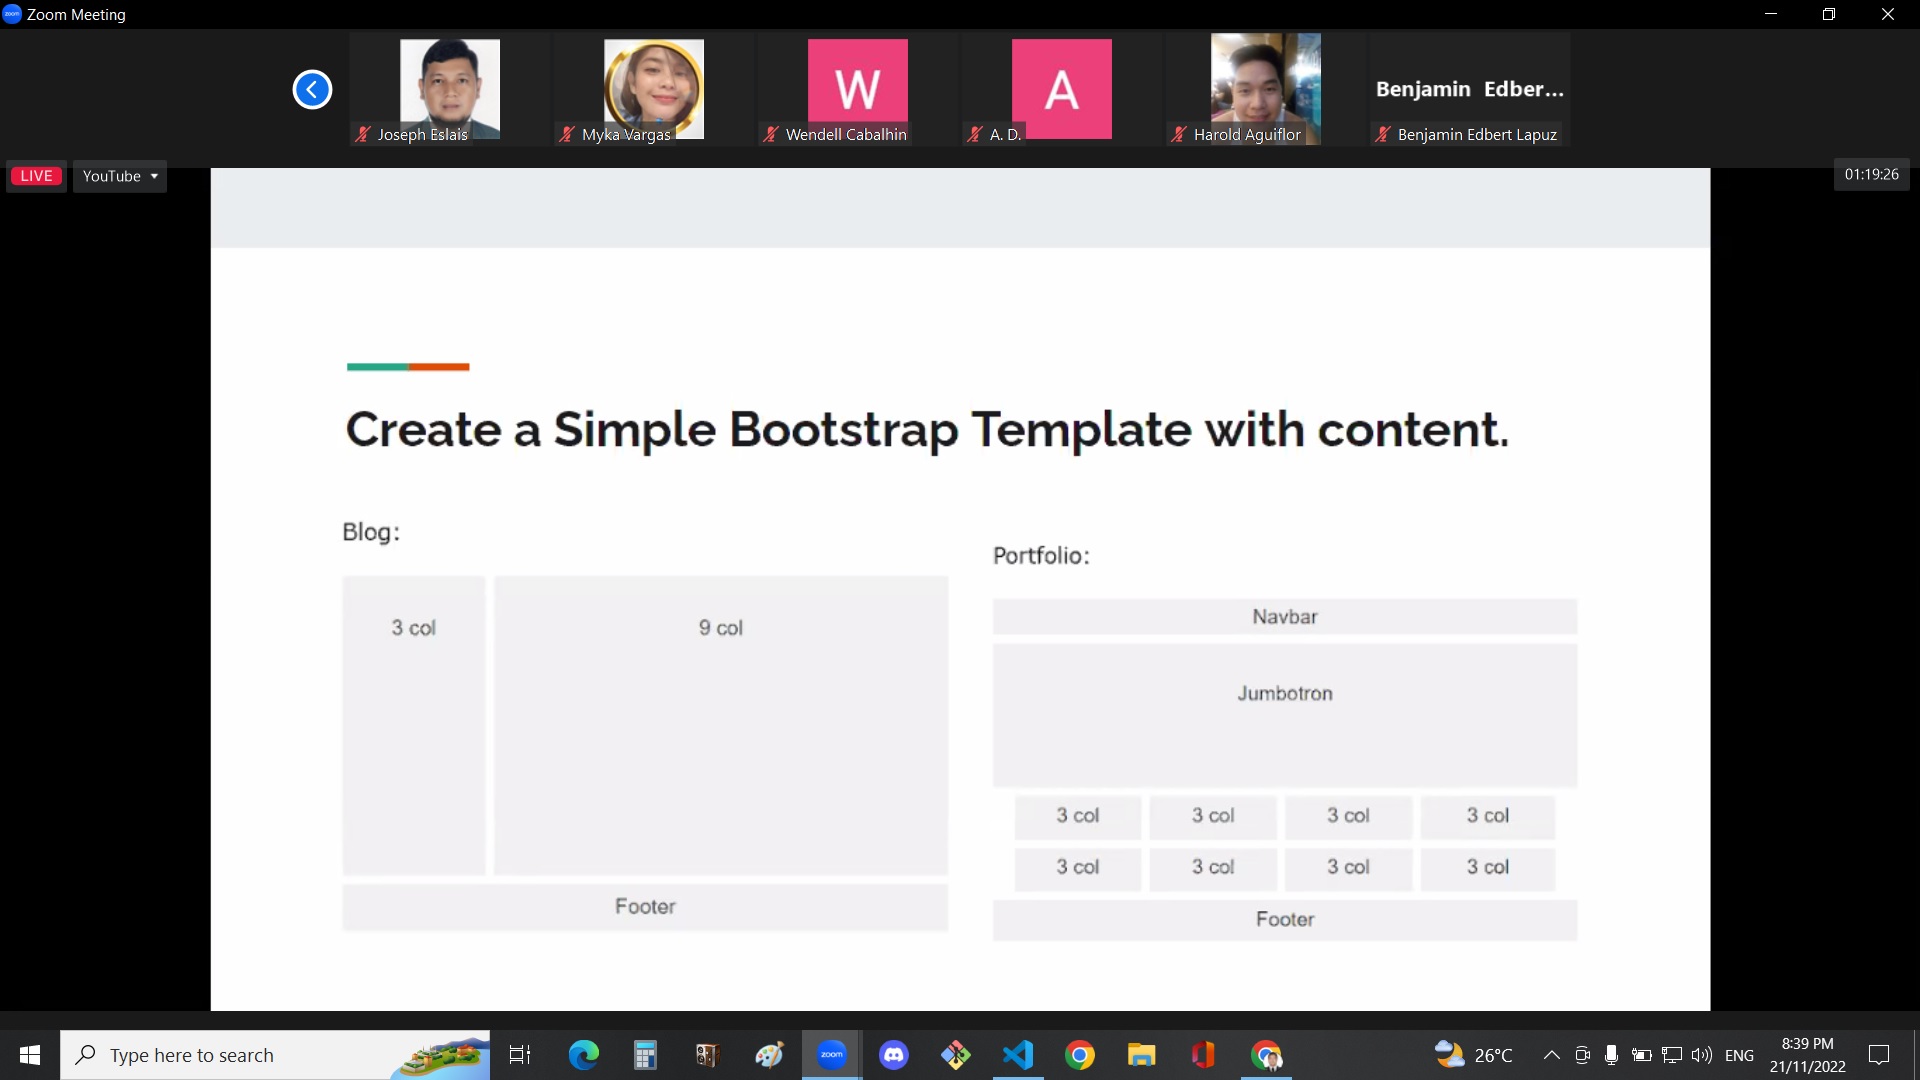 Zoom Meeting
Benjamin Edber...
W
A
Joseph Eslais
Myka Vargas
Wendell Cabalhin
A. D.
Harold Aguiflor
Benjamin Edbert Lapuz
LIVE
YouTube
01:19:26
Create a Simple Bootstrap Template with content.
Blog:
3 col
9 col
Footer
Portfolio:
Navbar
Jumbotron
3 col 3 col 3 col 3 col
3 col 3 col 3 col 3 col
Footer
Type here to search
zoom
26°C
ENG
8:39 PM
21/11/2022